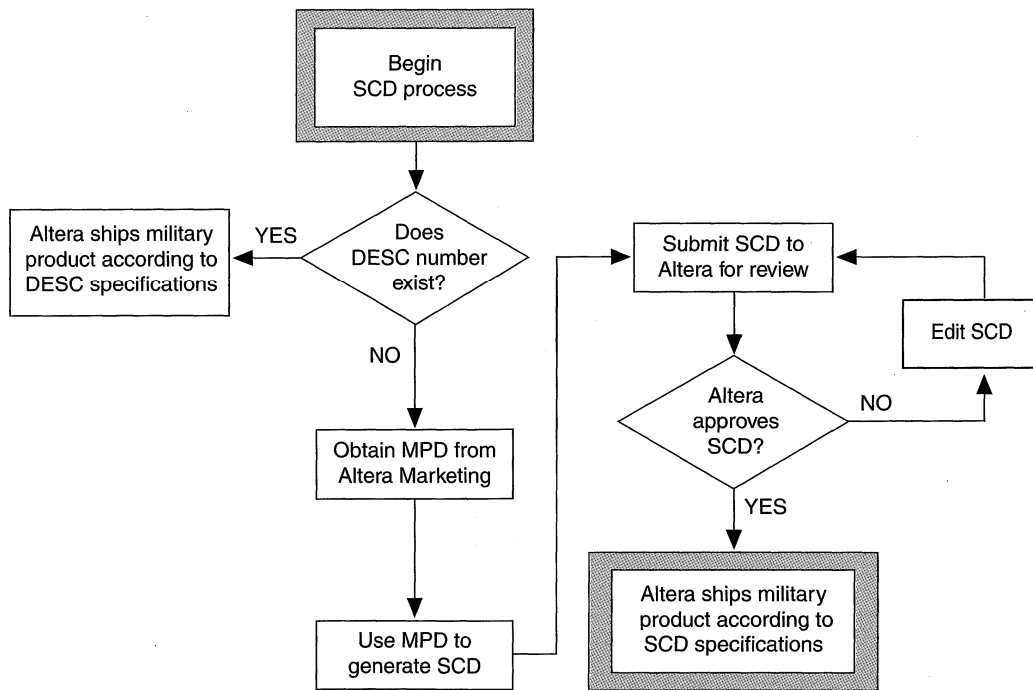 Begin
SCD process
Does
DESC number
exist?
YES
Altera ships military
product according to
DESC specifications
NO
Obtain MPD from
Altera Marketing
Use MPD to
generate SCD
Submit SCD to
Altera for review
Altera
approves
SCD?
NO
Edit SCD
YES
Altera ships military
product according to
SCD specifications